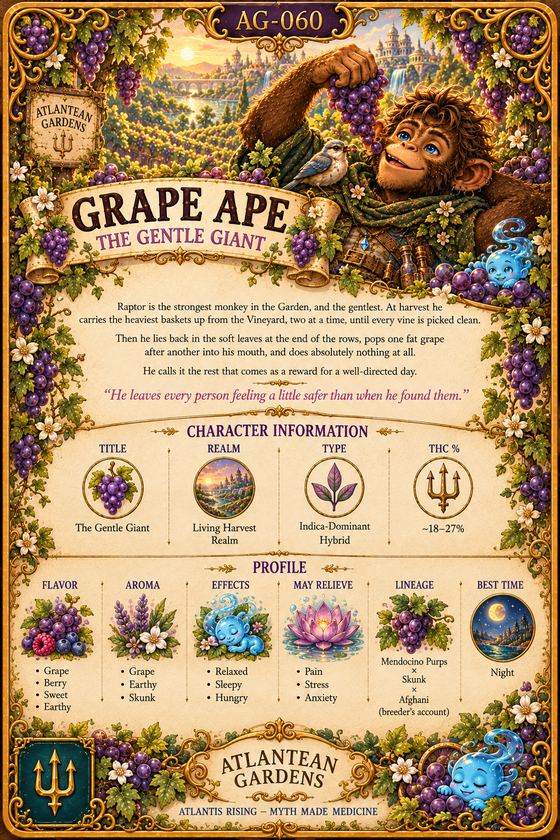 AG-060
ATLANTEAN
GARDENS
GRAPE APE
THE GENTLE GIANT
Raptor is the strongest monkey in the Garden, and the gentlest. At harvest he
carries the heaviest baskets up from the Vineyard, two at a time, until every vine is picked clean.
Then he lies back in the soft leaves at the end of the rows, pops one fat grape
after another into his mouth, and does absolutely nothing at all.
He calls it the rest that comes as a reward for a well-directed day.
“He leaves every person feeling a little safer than when he found them.”
CHARACTER INFORMATION
TITLE
The Gentle Giant
REALM
Living Harvest
Realm
TYPE
Indica-Dominant
Hybrid
THC %
~18–27%
PROFILE
FLAVOR
• Grape
• Berry
• Sweet
• Earthy
AROMA
• Grape
• Earthy
• Skunk
EFFECTS
• Relaxed
• Sleepy
• Hungry
MAY RELIEVE
• Pain
• Stress
• Anxiety
LINEAGE
Mendocino Purps
×
Skunk
×
Afghani
(breeder's account)
BEST TIME
Night
ATLANTEAN
GARDENS
ATLANTIS RISING – MYTH MADE MEDICINE